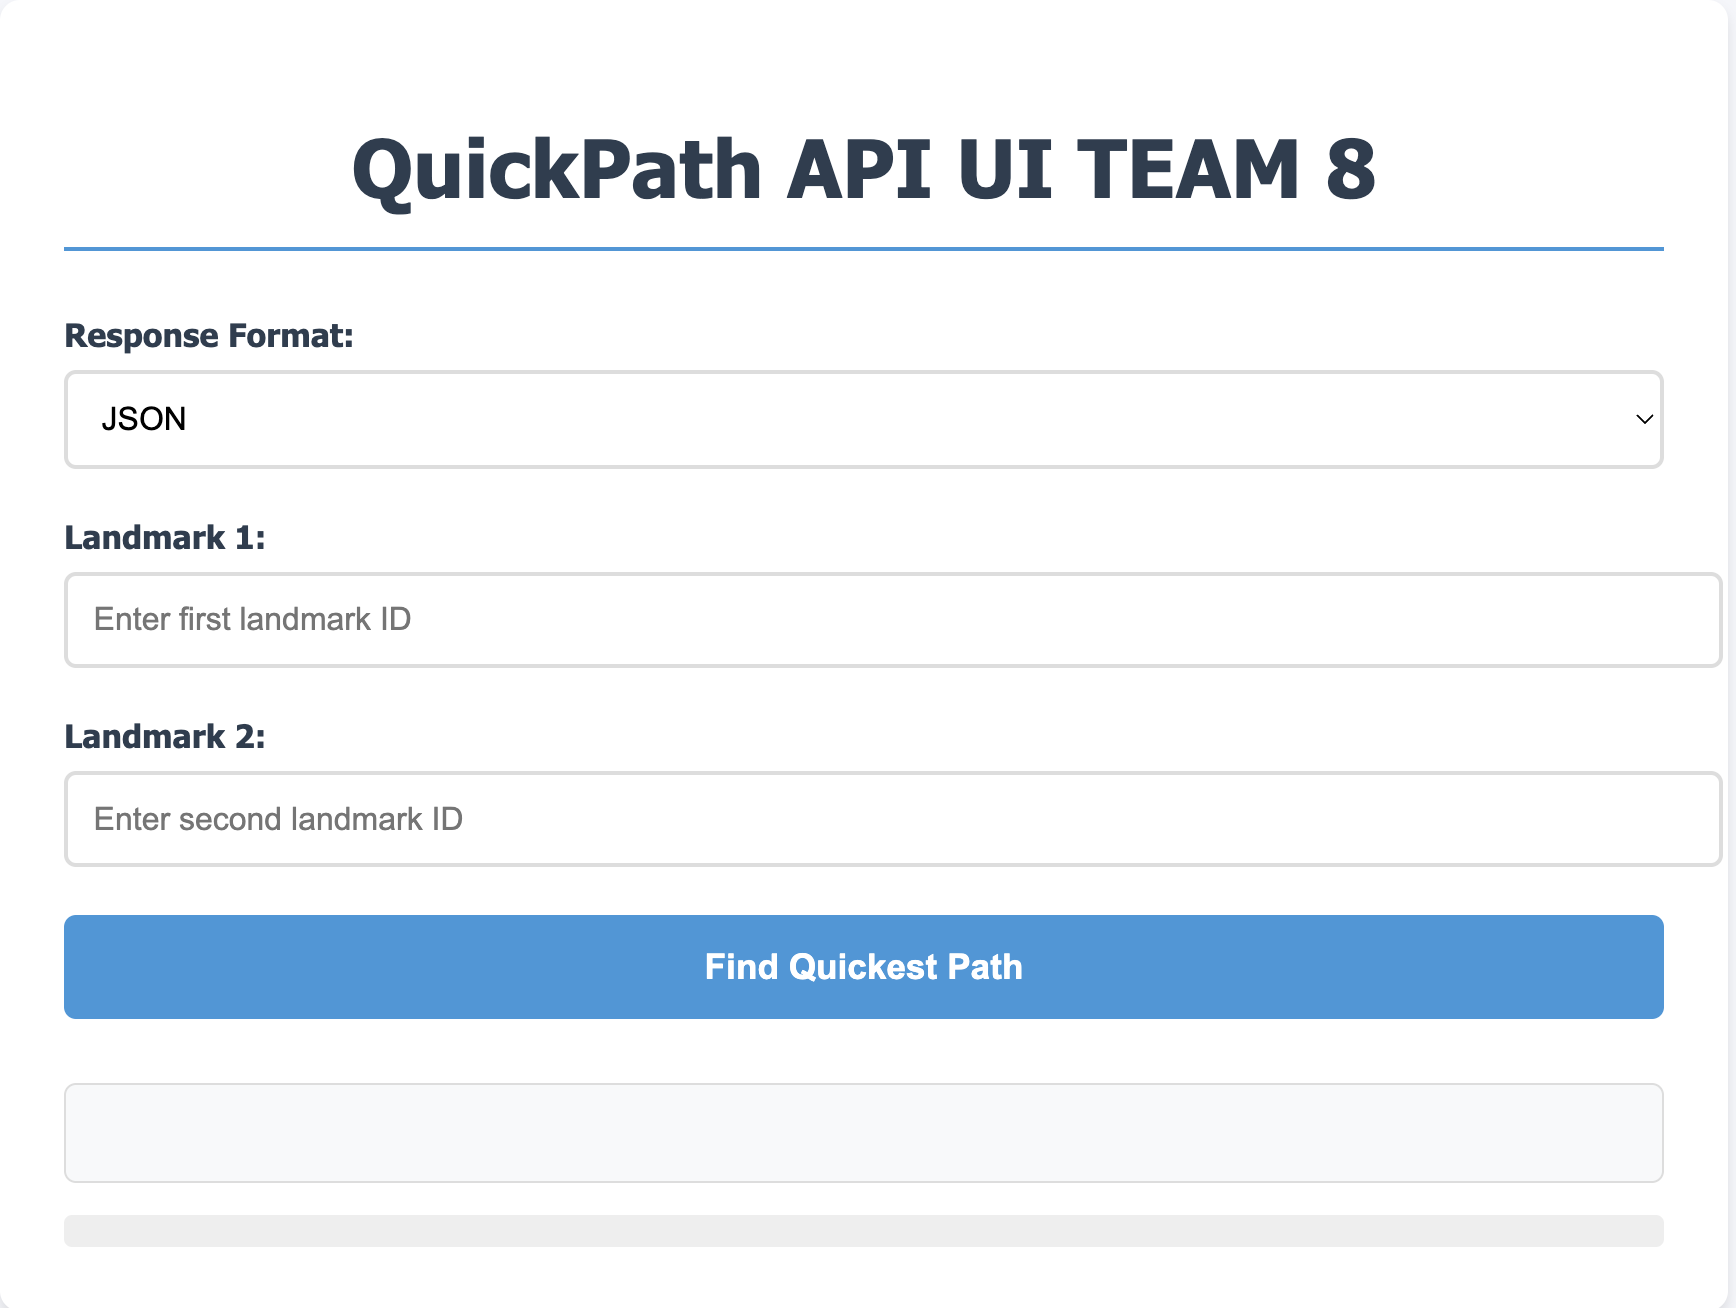 QuickPath API UI TEAM 8
Response Format:
JSON
Landmark 1:
Enter first landmark ID
Landmark 2:
Enter second landmark ID
Find Quickest Path